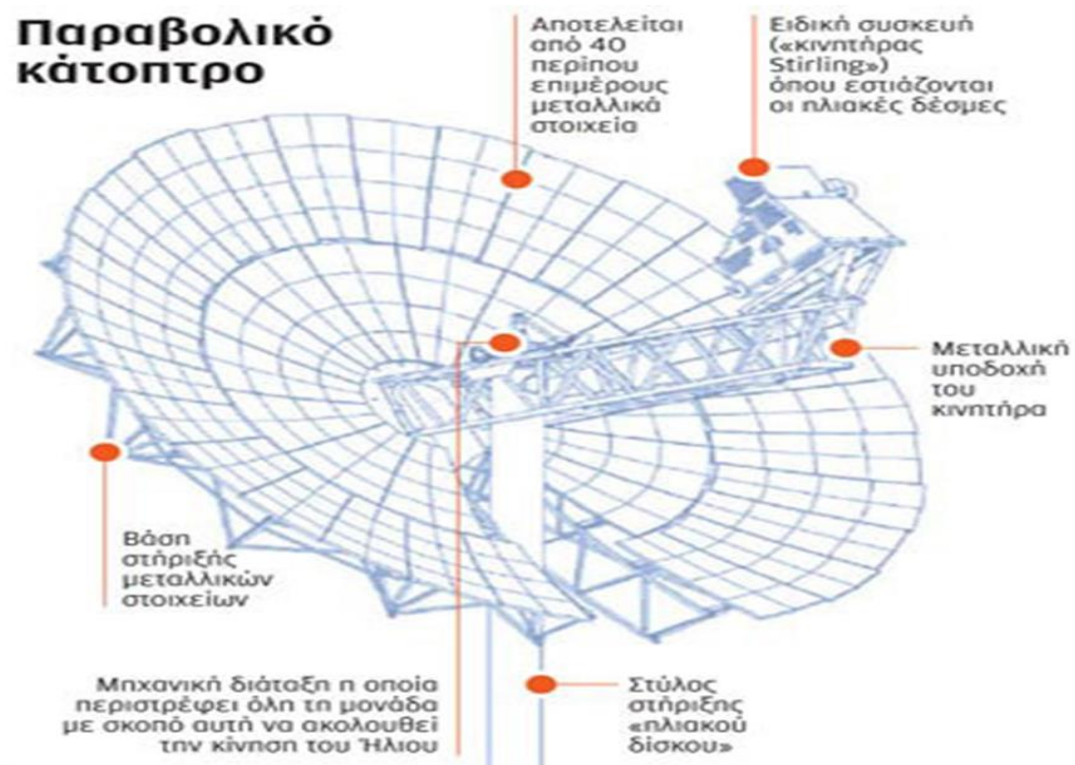 Παραβολικό
κάτοπτρο
Αποτελείται
από 40
περίπου
επιμέρους
μεταλλικά
στοιχεία
Ειδική συσκευή
(«κινητήρας
Stirling»)
όπου εστιάζονται
οι ηλιακές δέσμες
Μεταλλική
υποδοχή
του
κινητήρα
Βάση
στήριξής
μεταλλικών
στοιχείων
Μηχανική διάταξη η οποία
περιστρέφει όλη τη μονάδα
με σκοπό αυτή να ακολουθεί
την κίνηση του Ήλιου
Στύλος
στήριξης
«ηλιακού
δίσκου»